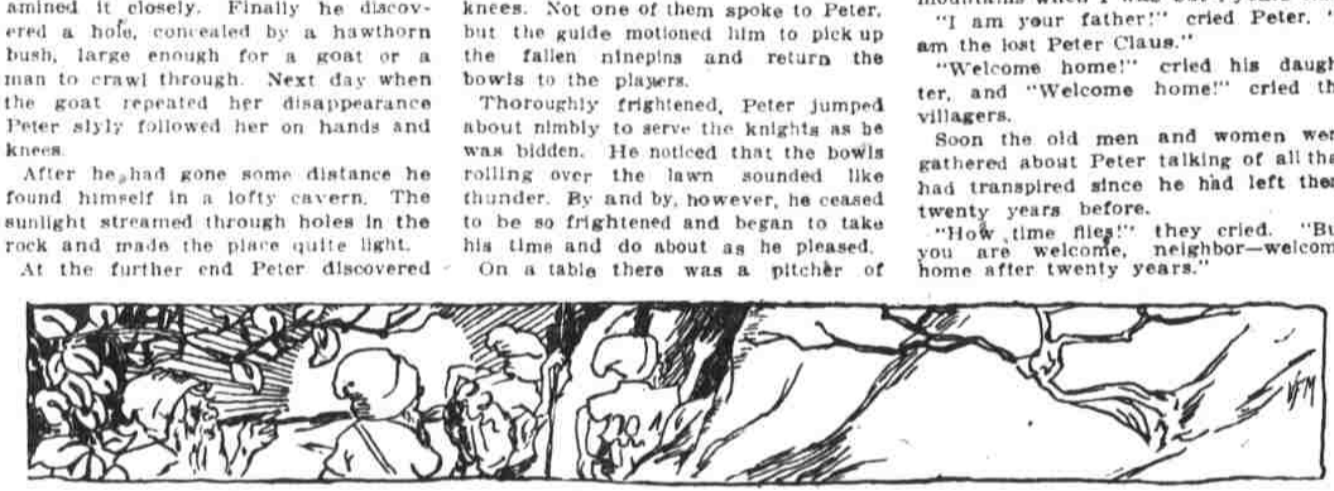 amined it closely. Finally he discov-
ered a hole, concealed by a hawthorn
bush, large enough for a goat or a
man to crawl through. Next day when
the goat repeated her disappearance
Peter slyly followed her on hands and
knees.
After he had gone some distance he
found himself in a lofty cavern. The
sunlight streamed through holes in the
rock and made the place quite light.
At the further end Peter discovered
knees. Not one of them spoke to Peter,
but the guide motioned him to pick up
the fallen ninepins and return the
bowls to the players.
Thoroughly frightened, Peter jumped
about nimbly to serve the knights as he
was bidden. He noticed that the bowls
rolling over the lawn sounded like
thunder. By and by, however, he ceased
to be so frightened and began to take
his time and do about as he pleased.
On a table there was a pitcher of
"I am your father!" cried Peter. "
am the lost Peter Claus."
"Welcome home!" cried his daugh
ter, and "Welcome home!" cried th
villagers.
Soon the old men and women wer
gathered about Peter talking of all tha
had transpired since he had left the
twenty years before.
"How time flies!" they cried. "Bu
you are welcome, neighbor—welcom
home after twenty years."